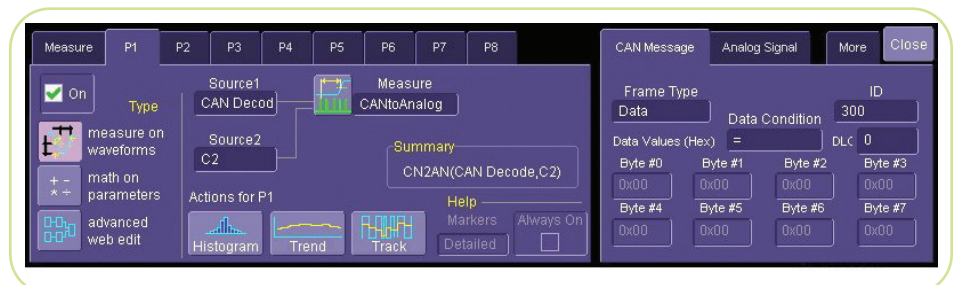 Measure P1 P2 P3 P4 P5 P6 P7 P8
On
Type
measure on
waveforms
math on
parameters
advanced
web edit
Source1
CAN Decod
Source2
C2
Measure
CANtoAnalog
Summary
CN2AN(CAN Decode,C2)
Actions for P1
Histogram
Trend
Track
Help
Markers
Detailed
Always On
CAN Message Analog Signal More Close
Frame Type
Data
ID
300
Data Condition
Data Values (Hex) = DLC 0
Byte #0 Byte #1 Byte #2 Byte #3
0x00 0x00 0x00 0x00
Byte #4 Byte #5 Byte #6 Byte #7
0x00 0x00 0x00 0x00